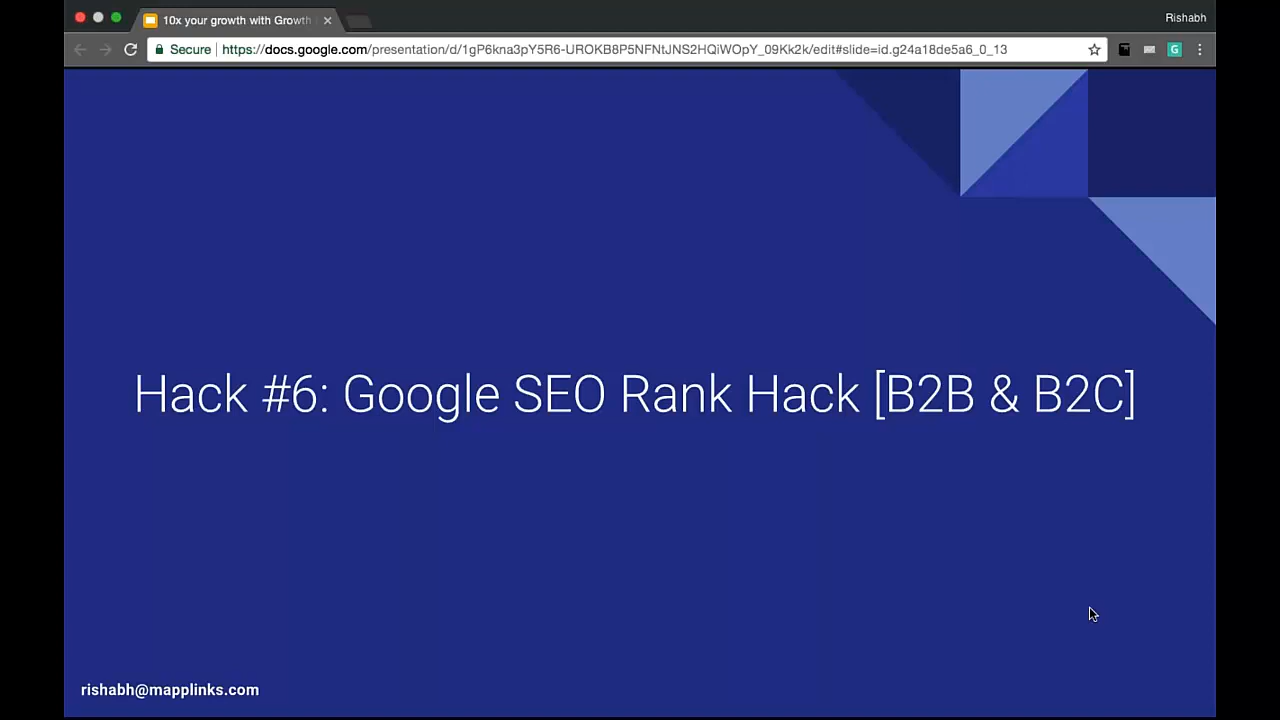 10x your growth with Growth
Rishabh
Secure
https://docs.google.com/presentation/d/1gP6kna3pY5R6-UROKB8P5NFNtJNS2HQiWOpY_09Kk2k/edit#slide=id.g24a18de5a6_0_13
G
Hack #6: Google SEO Rank Hack [B2B & B2C]
rishabh@mapplinks.com